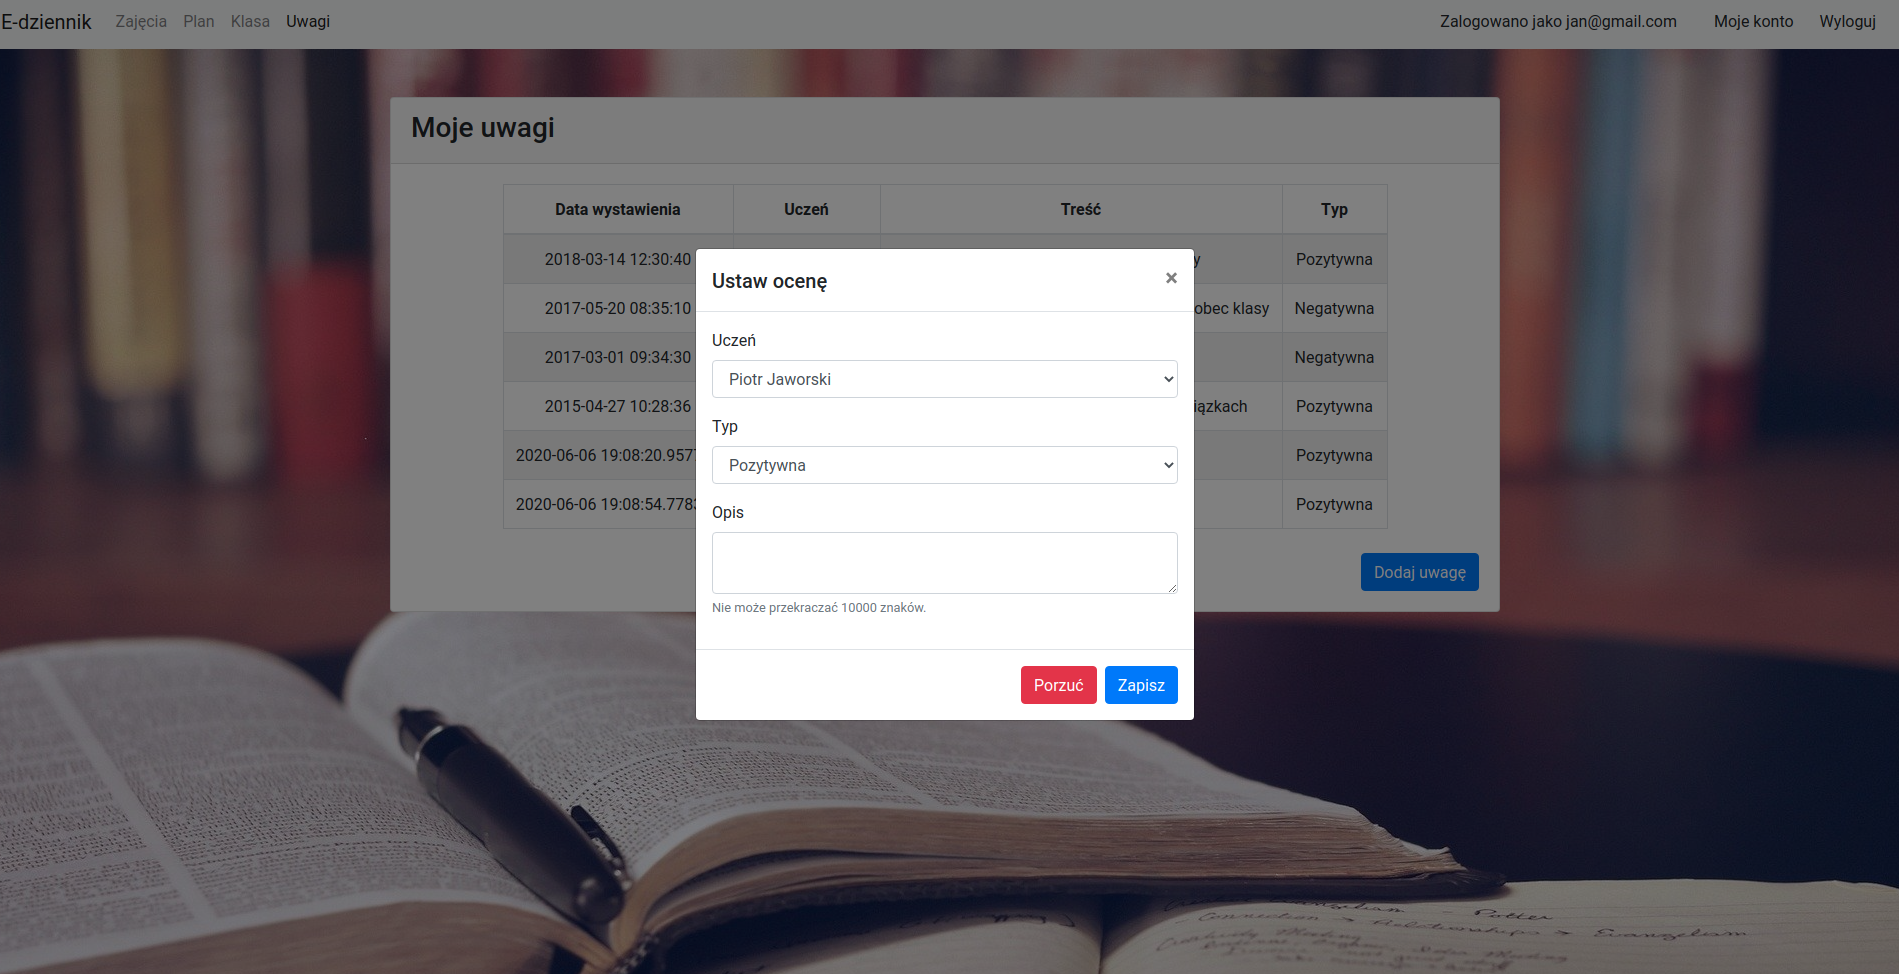 E-dziennik Zajęcia Plan Klasa Uwagi Zalogowano jako jan@gmail.com Moje konto Wyloguj
Moje uwagi
Data wystawienia Uczeń Treść Typ
2018-03-14 12:30:40 y Pozytywna
2017-05-20 08:35:10 obec klasy Negatywna
2017-03-01 09:34:30 Negatywna
2015-04-27 10:28:36 iązkach Pozytywna
2020-06-06 19:08:20.957 Pozytywna
2020-06-06 19:08:54.778 Pozytywna
Dodaj uwagę
Ustaw ocenę ×
Uczeń
Piotr Jaworski
Typ
Pozytywna
Opis
Nie może przekraczać 10000 znaków.
Porzuć Zapisz
Potter
Connection → Relationships → Evangelism